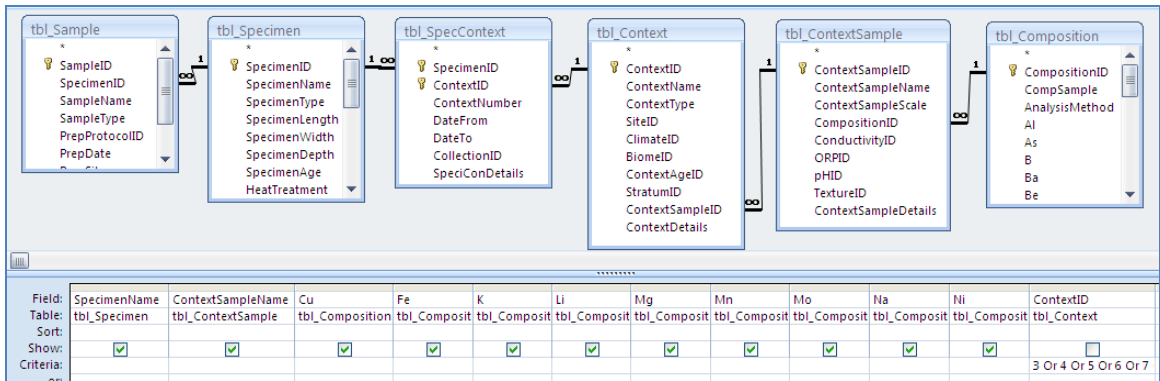 tbl_Sample
*
SampleID
SpecimenID
SampleName
SampleType
PrepProtocolID
PrepDate
tbl_Specimen
*
SpecimenID
SpecimenName
SpecimenType
SpecimenLength
SpecimenWidth
SpecimenDepth
SpecimenAge
HeatTreatment
tbl_SpecContext
*
SpecimenID
ContextID
ContextNumber
DateFrom
DateTo
CollectionID
SpeciConDetails
tbl_Context
*
ContextID
ContextName
ContextType
SiteID
ClimateID
BiomeID
ContextAgeID
StratumID
ContextSampleID
ContextDetails
tbl_ContextSample
*
ContextSampleID
ContextSampleName
ContextSampleScale
CompositionID
ConductivityID
ORPID
pHID
TextureID
ContextSampleDetails
tbl_Composition
*
CompositionID
CompSample
AnalysisMethod
Al
As
B
Ba
Be
1 ∞
1 ∞
1 ∞
1 ∞
1 ∞
Field: SpecimenName ContextSampleName Cu Fe K Li Mg Mn Mo Na Ni ContextID
Table: tbl_Specimen tbl_ContextSample tbl_Composition tbl_Composit tbl_Composit tbl_Composit tbl_Composit tbl_Composit tbl_Composit tbl_Composit tbl_Composit tbl_Context
Sort:
Show:
Criteria: 3 Or 4 Or 5 Or 6 Or 7